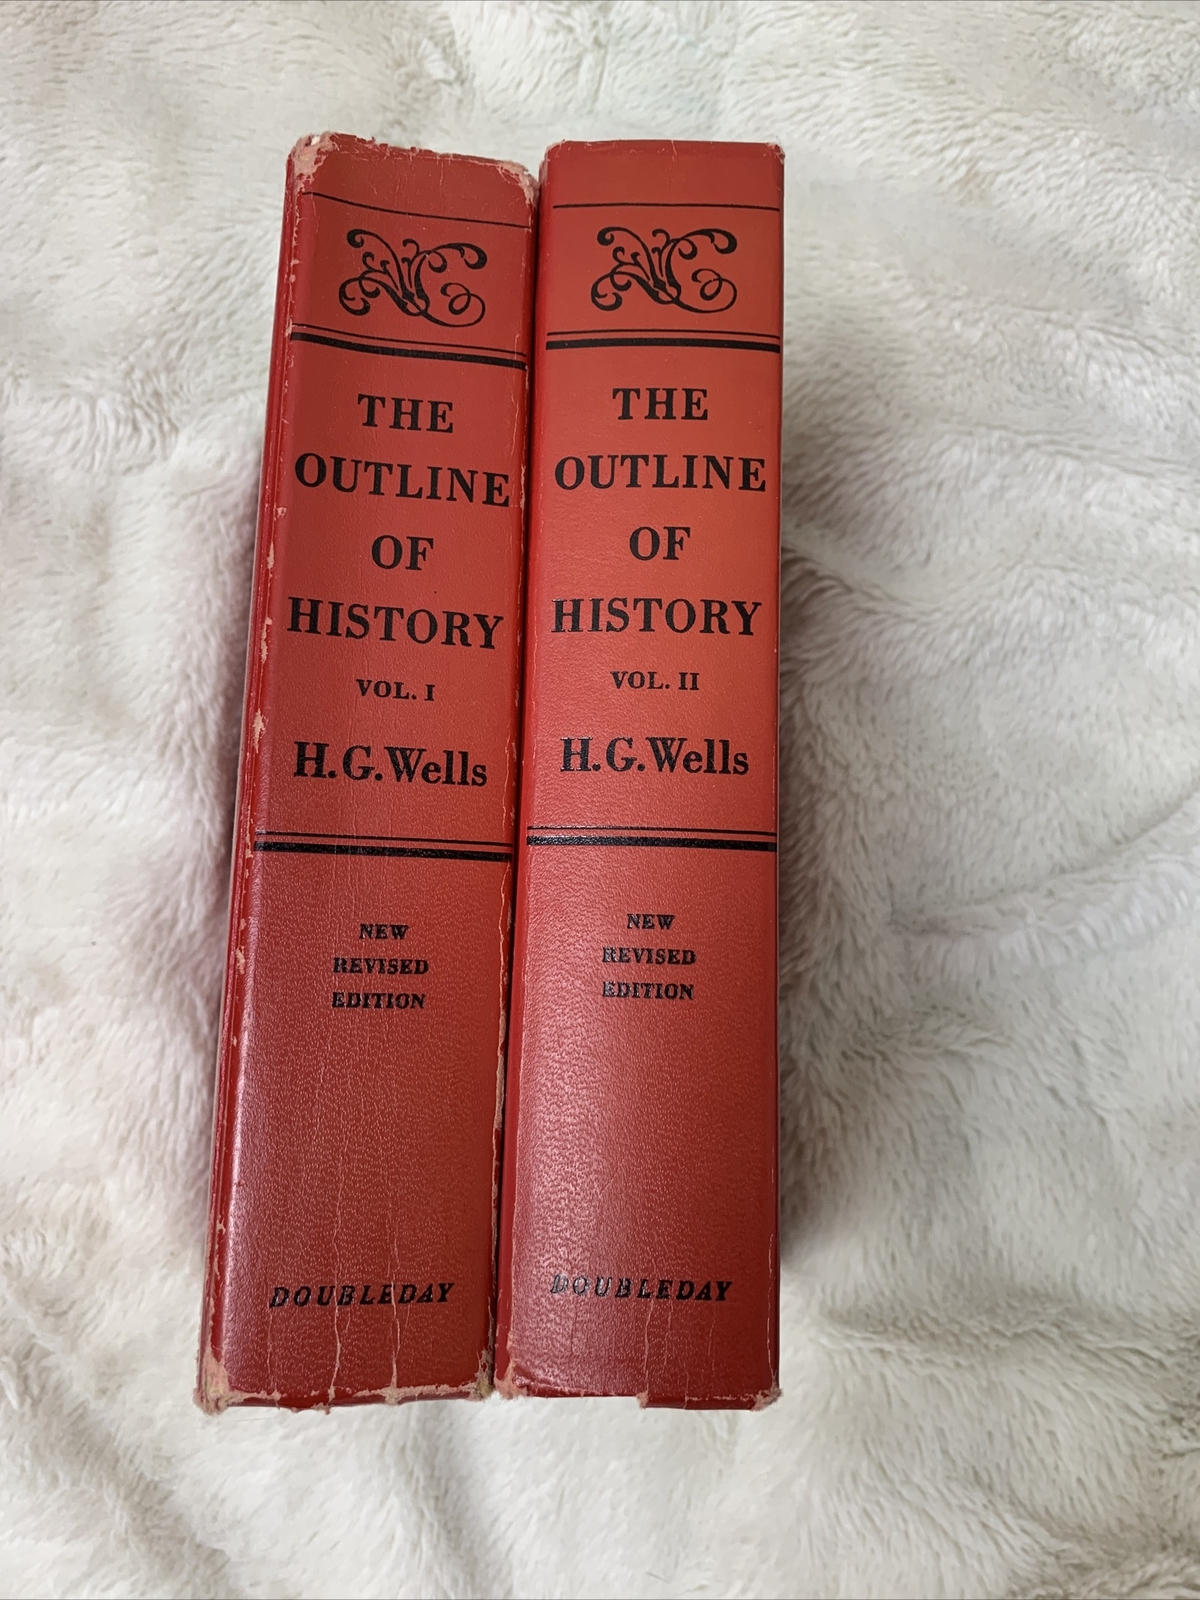 THE
OUTLINE
OF
HISTORY
VOL. I
H.G.Wells
NEW
REVISED
EDITION
DOUBLEDAY
THE
OUTLINE
OF
HISTORY
VOL. II
H.G.Wells
NEW
REVISED
EDITION
DOUBLEDAY